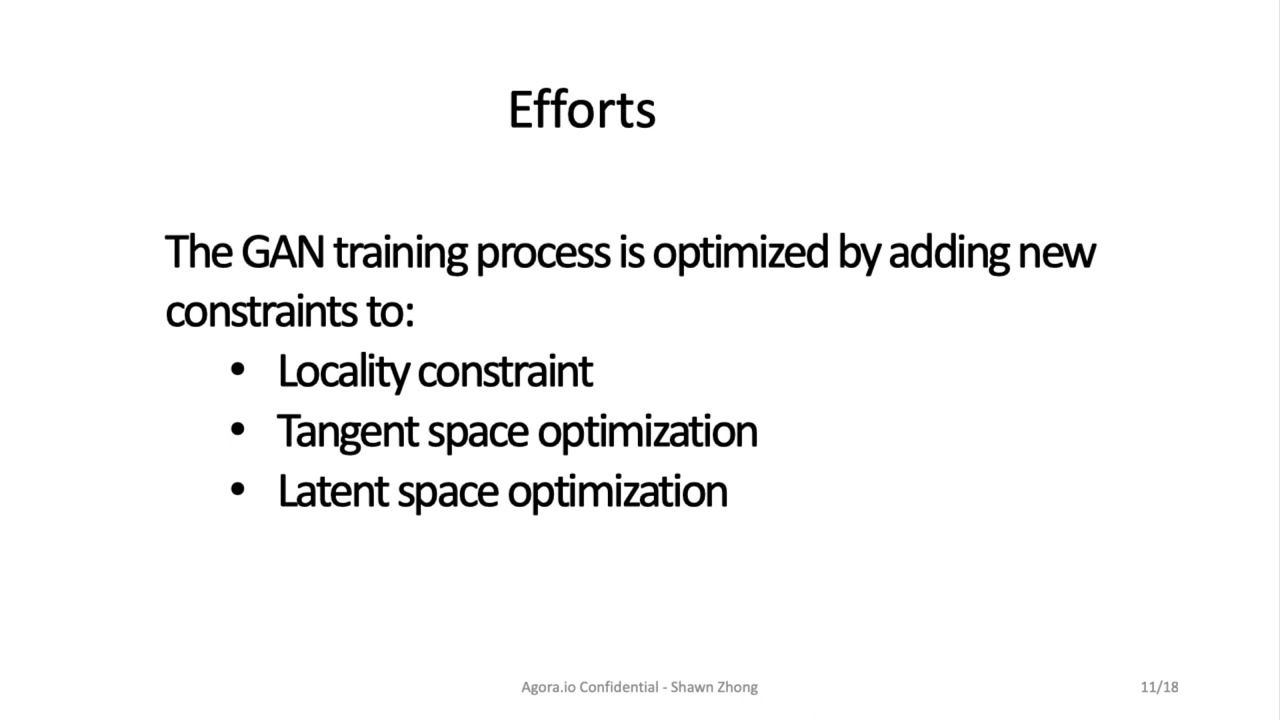 Efforts
The GAN training process is optimized by adding new
constraints to:
• Locality constraint
• Tangent space optimization
• Latent space optimization
Agora.io Confidential - Shawn Zhong
11/18